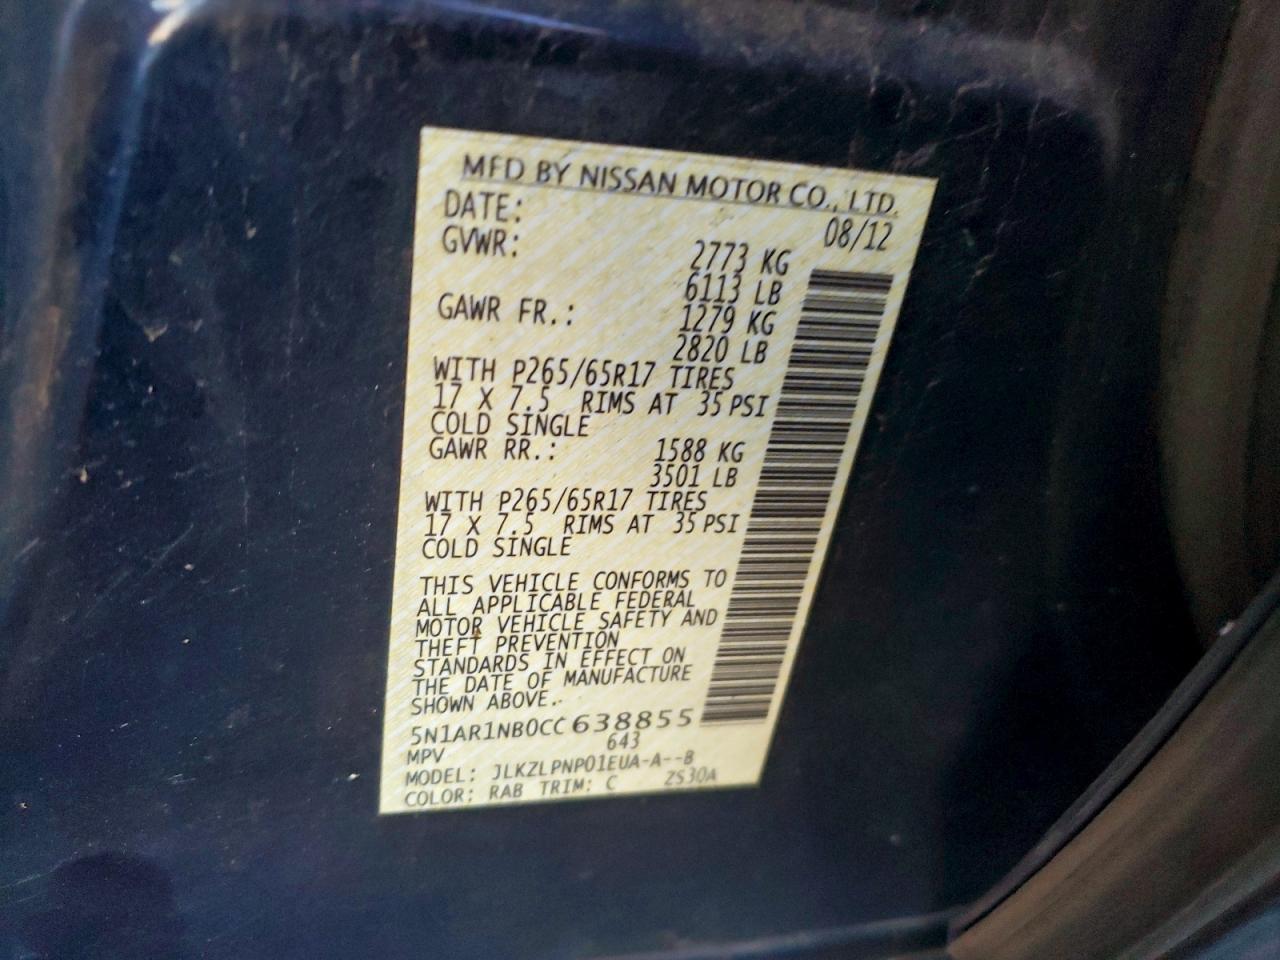 MFD BY NISSAN MOTOR CO., LTD.
DATE: 08/12
GVWR: 2773 KG
6113 LB
GAWR FR.: 1279 KG
2820 LB
WITH P265/65R17 TIRES
17 X 7.5 RIMS AT 35 PSI
COLD SINGLE
GAWR RR.: 1588 KG
3501 LB
WITH P265/65R17 TIRES
17 X 7.5 RIMS AT 35 PSI
COLD SINGLE
THIS VEHICLE CONFORMS TO
ALL APPLICABLE FEDERAL
MOTOR VEHICLE SAFETY AND
THEFT PREVENTION
STANDARDS IN EFFECT ON
THE DATE OF MANUFACTURE
SHOWN ABOVE.
5N1AR1NB0CC638855
MPV 643
MODEL: JLKZLPNP01EUA-A--B
COLOR: RAB TRIM: C ZS30A